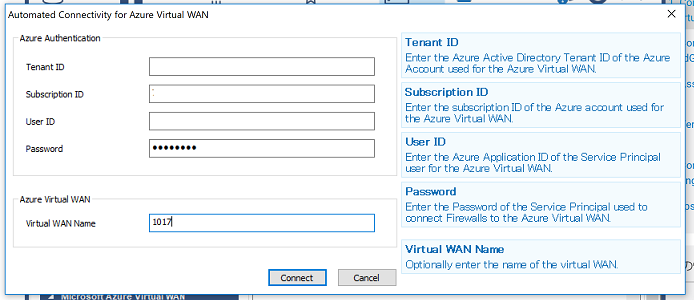 Automated Connectivity for Azure Virtual WAN
Azure Authentication
Tenant ID
Subscription ID
User ID
Password
Azure Virtual WAN
Virtual WAN Name
1017
Connect
Cancel
Tenant ID
Enter the Azure Active Directory Tenant ID of the Azure
Account used for the Azure Virtual WAN.
Subscription ID
Enter the subscription ID of the Azure account used for
the Azure Virtual WAN.
User ID
Enter the Azure Application ID of the Service Principal
user for the Azure Virtual WAN.
Password
Enter the Password of the Service Principal used to
connect Firewalls to the Azure Virtual WAN.
Virtual WAN Name
Optionally enter the name of the virtual WAN.
Microsoft Azure Virtual WAN